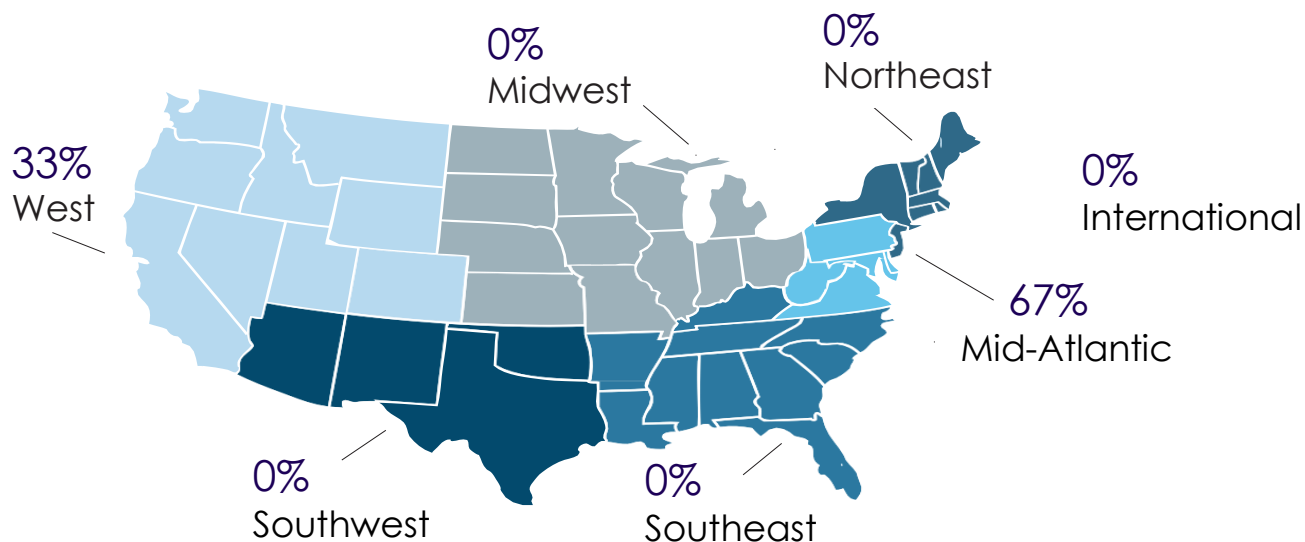 0%
Midwest
0%
Northeast
33%
West
0%
International
67%
Mid-Atlantic
0%
Southwest
0%
Southeast